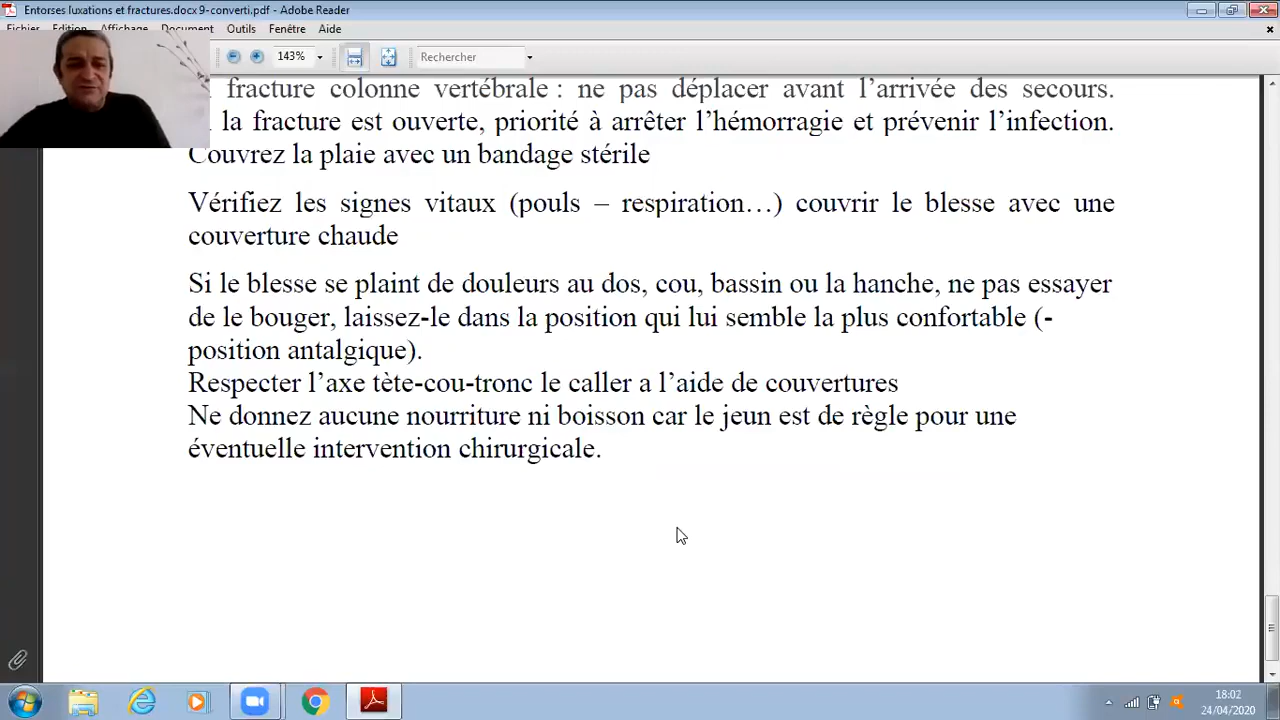 Entorses luxations et fractures.docx 9-converti.pdf - Adobe Reader
Fichier Edition Affichage Document Outils Fenêtre Aide
143% Rechercher
fracture colonne vertébrale : ne pas déplacer avant l’arrivée des secours.
la fracture est ouverte, priorité à arrêter l’hémorragie et prévenir l’infection.
Couvrez la plaie avec un bandage stérile
Vérifiez les signes vitaux (pouls – respiration…) couvrir le blesse avec une
couverture chaude
Si le blesse se plaint de douleurs au dos, cou, bassin ou la hanche, ne pas essayer
de le bouger, laissez-le dans la position qui lui semble la plus confortable (-
position antalgique).
Respecter l’axe tète-cou-tronc le caller a l’aide de couvertures
Ne donnez aucune nourriture ni boisson car le jeun est de règle pour une
éventuelle intervention chirurgicale.
18:02
24/04/2020